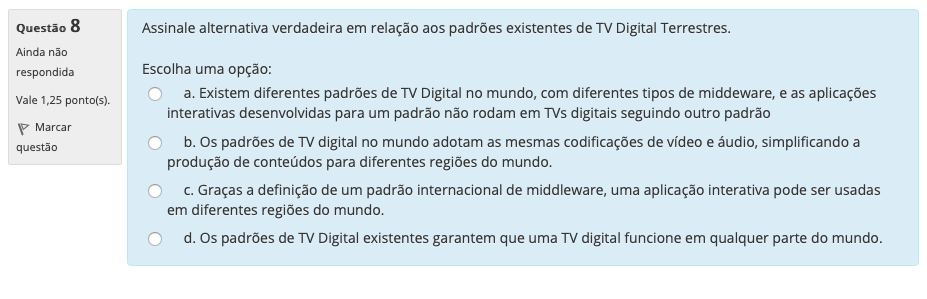 Questão 8
Ainda não
respondida
Vale 1,25 ponto(s).
Marcar
questão
Assinale alternativa verdadeira em relação aos padrões existentes de TV Digital Terrestres.
Escolha uma opção:
a. Existem diferentes padrões de TV Digital no mundo, com diferentes tipos de middeware, e as aplicações
interativas desenvolvidas para um padrão não rodam em TVs digitais seguindo outro padrão
b. Os padrões de TV digital no mundo adotam as mesmas codificações de vídeo e áudio, simplificando a
produção de conteúdos para diferentes regiões do mundo.
c. Graças a definição de um padrão internacional de middleware, uma aplicação interativa pode ser usadas
em diferentes regiões do mundo.
d. Os padrões de TV Digital existentes garantem que uma TV digital funcione em qualquer parte do mundo.